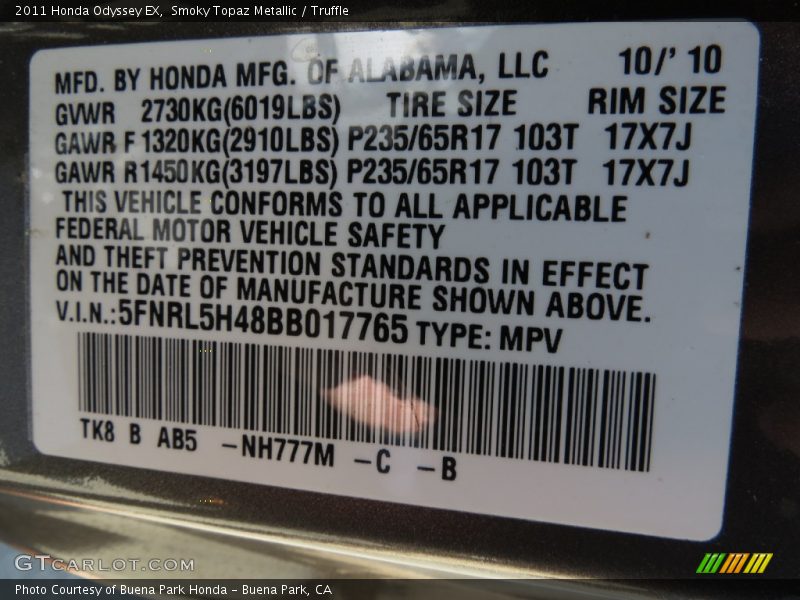 2011 Honda Odyssey EX, Smoky Topaz Metallic / Truffle
MFD. BY HONDA MFG. OF ALABAMA, LLC 10/' 10
GVWR 2730KG(6019LBS) TIRE SIZE RIM SIZE
GAWR F 1320KG(2910LBS) P235/65R17 103T 17X7J
GAWR R1450KG(3197LBS) P235/65R17 103T 17X7J
THIS VEHICLE CONFORMS TO ALL APPLICABLE
FEDERAL MOTOR VEHICLE SAFETY
AND THEFT PREVENTION STANDARDS IN EFFECT
ON THE DATE OF MANUFACTURE SHOWN ABOVE.
V.I.N.:5FNRL5H48BB017765 TYPE: MPV
TK8 B AB5 -NH777M -C -B
GTCARLOT.COM
Photo Courtesy of Buena Park Honda - Buena Park, CA